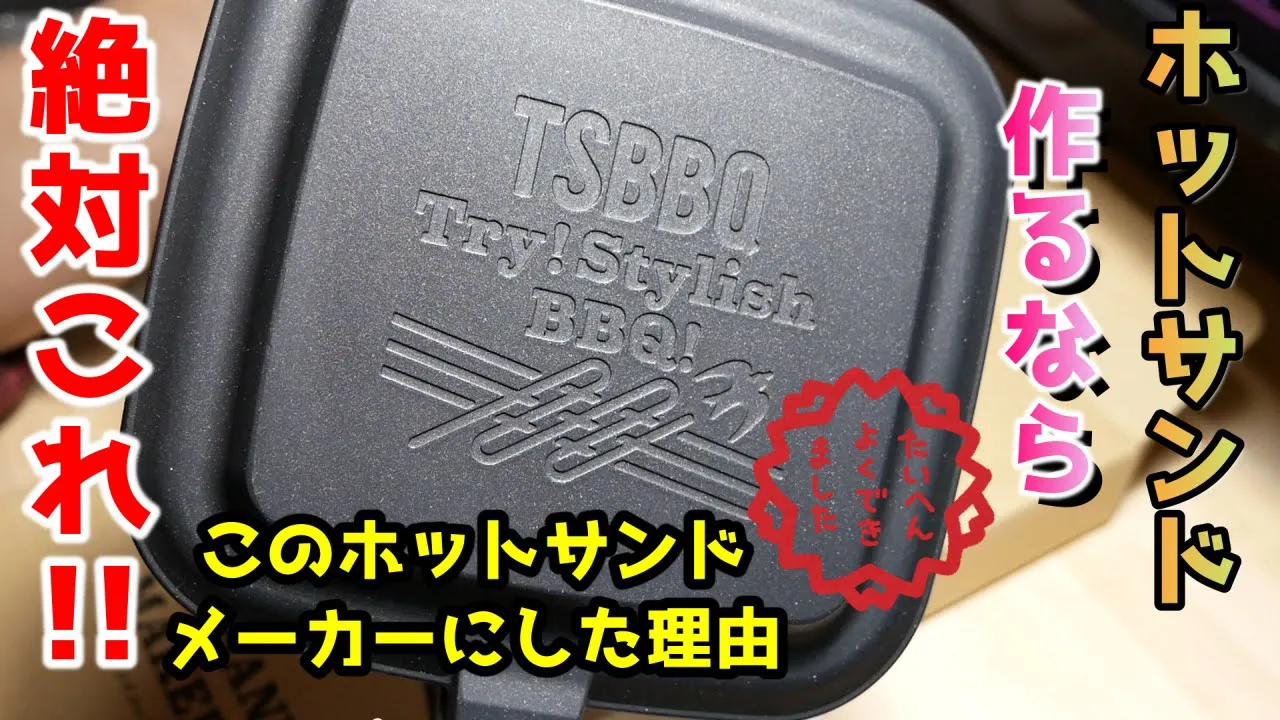 ホットサンド
作るなら
絶対これ!!
TSBBQ
Try! Stylish
BBQ!
たいへん
よくでき
ました
このホットサンド
メーカーにした理由